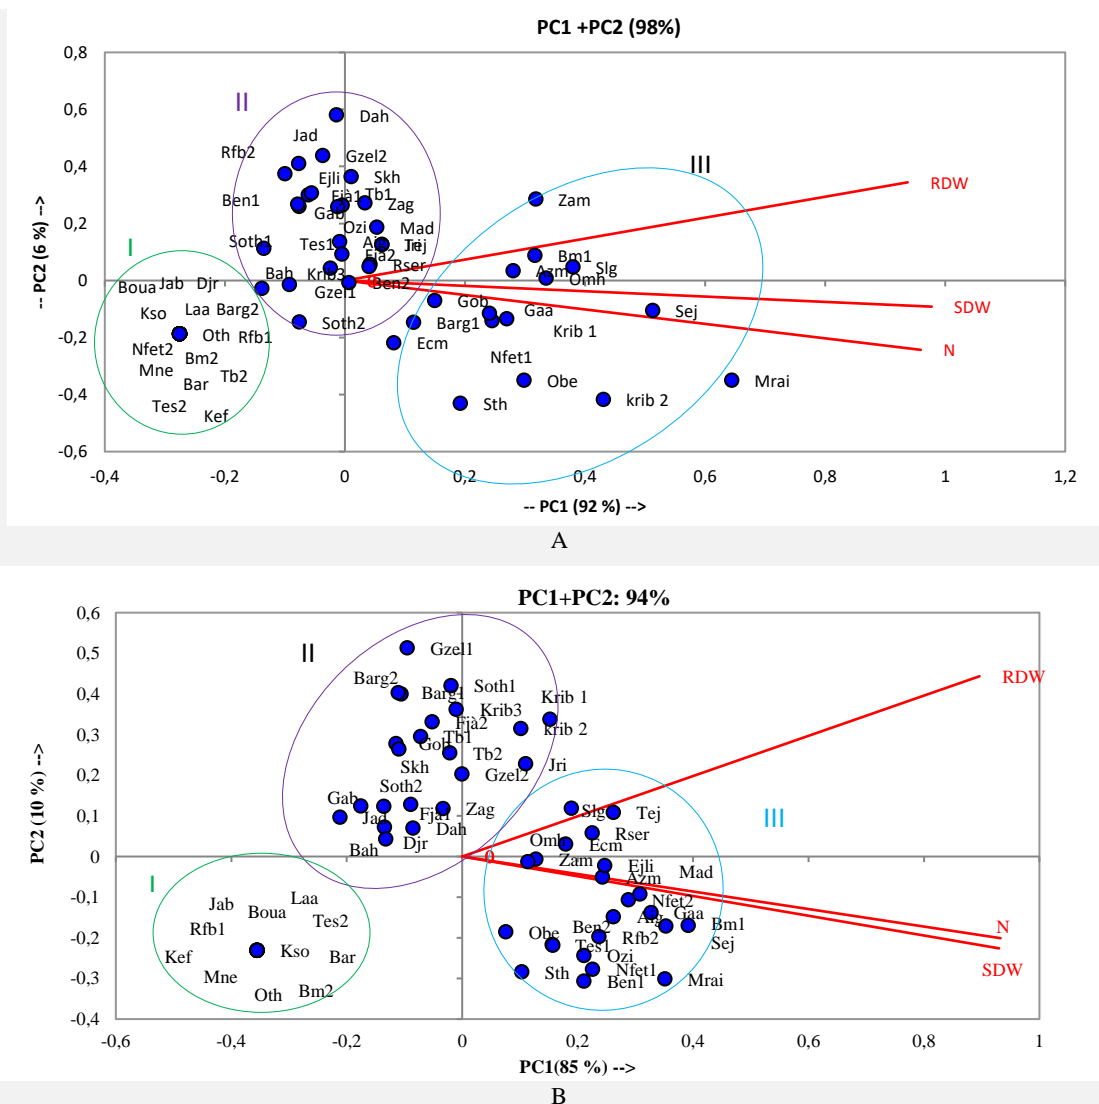 PC1 +PC2 (98%)
0,8
0,6
0,4
0,2
0
-0,2
-0,4
-0,6
-- PC2 (6 %) -->
II
Dah
Jad
Rfb2
Gzel2
Ejli
Skh
III
RDW
Ben1
Fja1
Tb1
Zag
Zam
Gab
Ozi
Mad
I
Soth1
Tes1
Tej
Fja2
Rser
Bm1
Slg
Boua
Jab
Djr
Bah
Krib3
Ben2
Azm
Omh
Gzel1
SDW
Kso
Laa
Barg2
Gob
Gaa
Sej
Oth
Rfb1
Soth2
Barg1
Krib 1
Nfet2
Bm2
Ecm
Nfet1
N
Mne
Tb2
Bar
Obe
Mrai
Tes2
Kef
Sth
krib 2
-0,4
-0,2
0
0,2
0,4
0,6
0,8
1
1,2
-- PC1 (92 %) -->
A
PC1+PC2: 94%
0,6
0,5
0,4
0,3
0,2
0,1
0
-0,1
-0,2
-0,3
-0,4
PC2 (10 %) -->
II
Gzel1
Barg2
Barg1
Soth1
Krib 1
RDW
Krib3
Fjà2
krib 2
Tb1
Gob
Tb2
Skh
Gzel2
Jri
Soth2
Gab
Jad
Fja1
Zag
Slg
Tej
III
Dah
Rser
Bah
Djr
Omh
Ecm
0
Zam
Ejli
Mad
I
Azm
Jab
Laa
Boua
Nfet2
Rfb1
Tes2
Alg
Gaa
Bm1
N
Obe
Ben2
Rfb2
Sej
Kef
Kso
Bar
Tes1
Ozi
SDW
Mne
Sth
Nfet1
Mrai
Oth
Bm2
Ben1
-0,6
-0,4
-0,2
0
0,2
0,4
0,6
0,8
1
PC1(85 %) -->
B